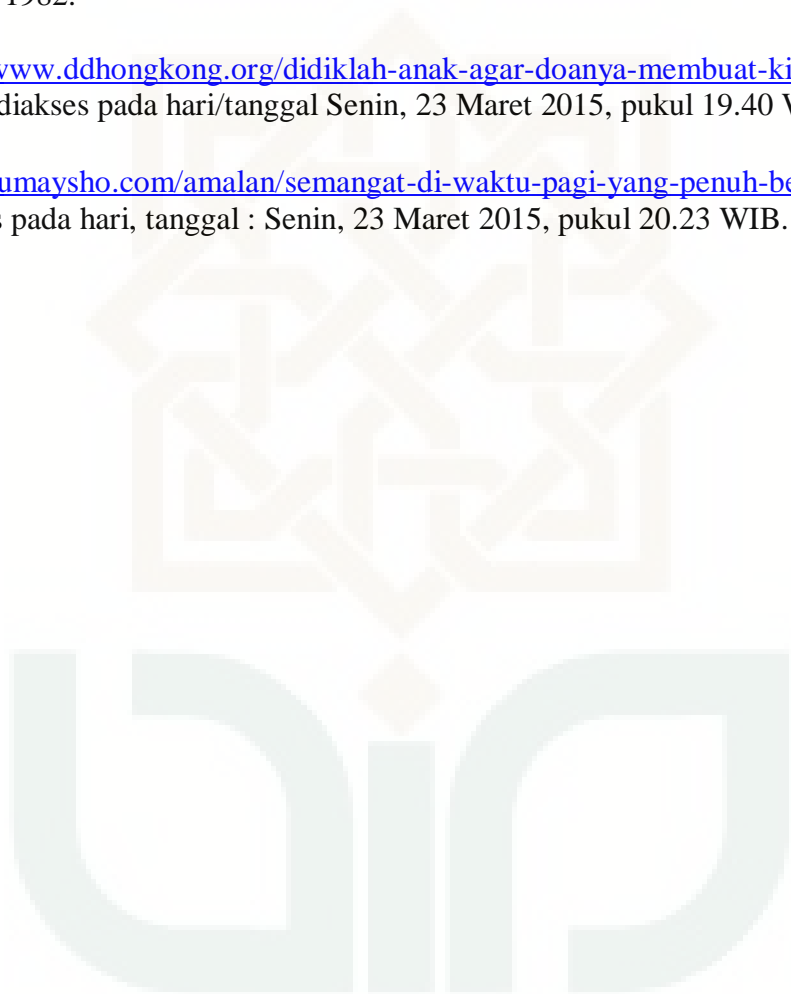 1982.
www.ddhongkong.org/didiklah-anak-agar-doanya-membuat-ki
diakses pada hari/tanggal Senin, 23 Maret 2015, pukul 19.40 W
umaysho.com/amalan/semangat-di-waktu-pagi-yang-penuh-be
s pada hari, tanggal : Senin, 23 Maret 2015, pukul 20.23 WIB.